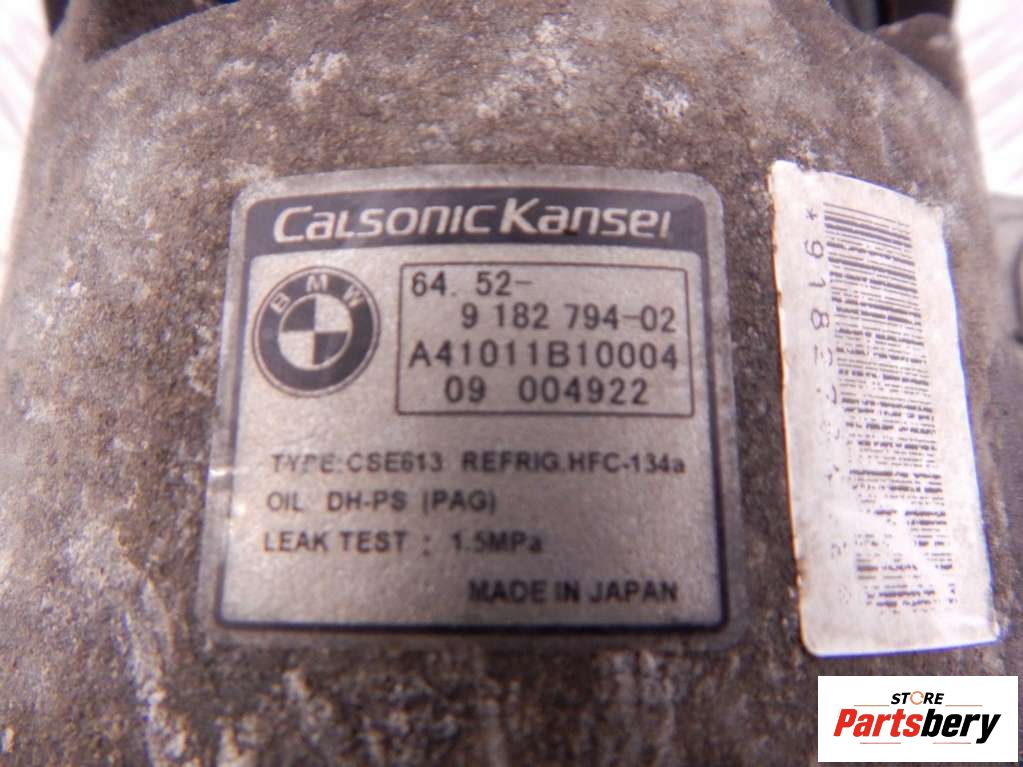 CALSONIC KANSEI
BMW
64. 52-
9 182 794-02
A41011B10004
09 004922
TYPE: CSE613 REFRIG. HFC-134a
OIL DH-PS (PAG)
LEAK TEST : 1.5MPa
MADE IN JAPAN
*918
STORE
Partsbery